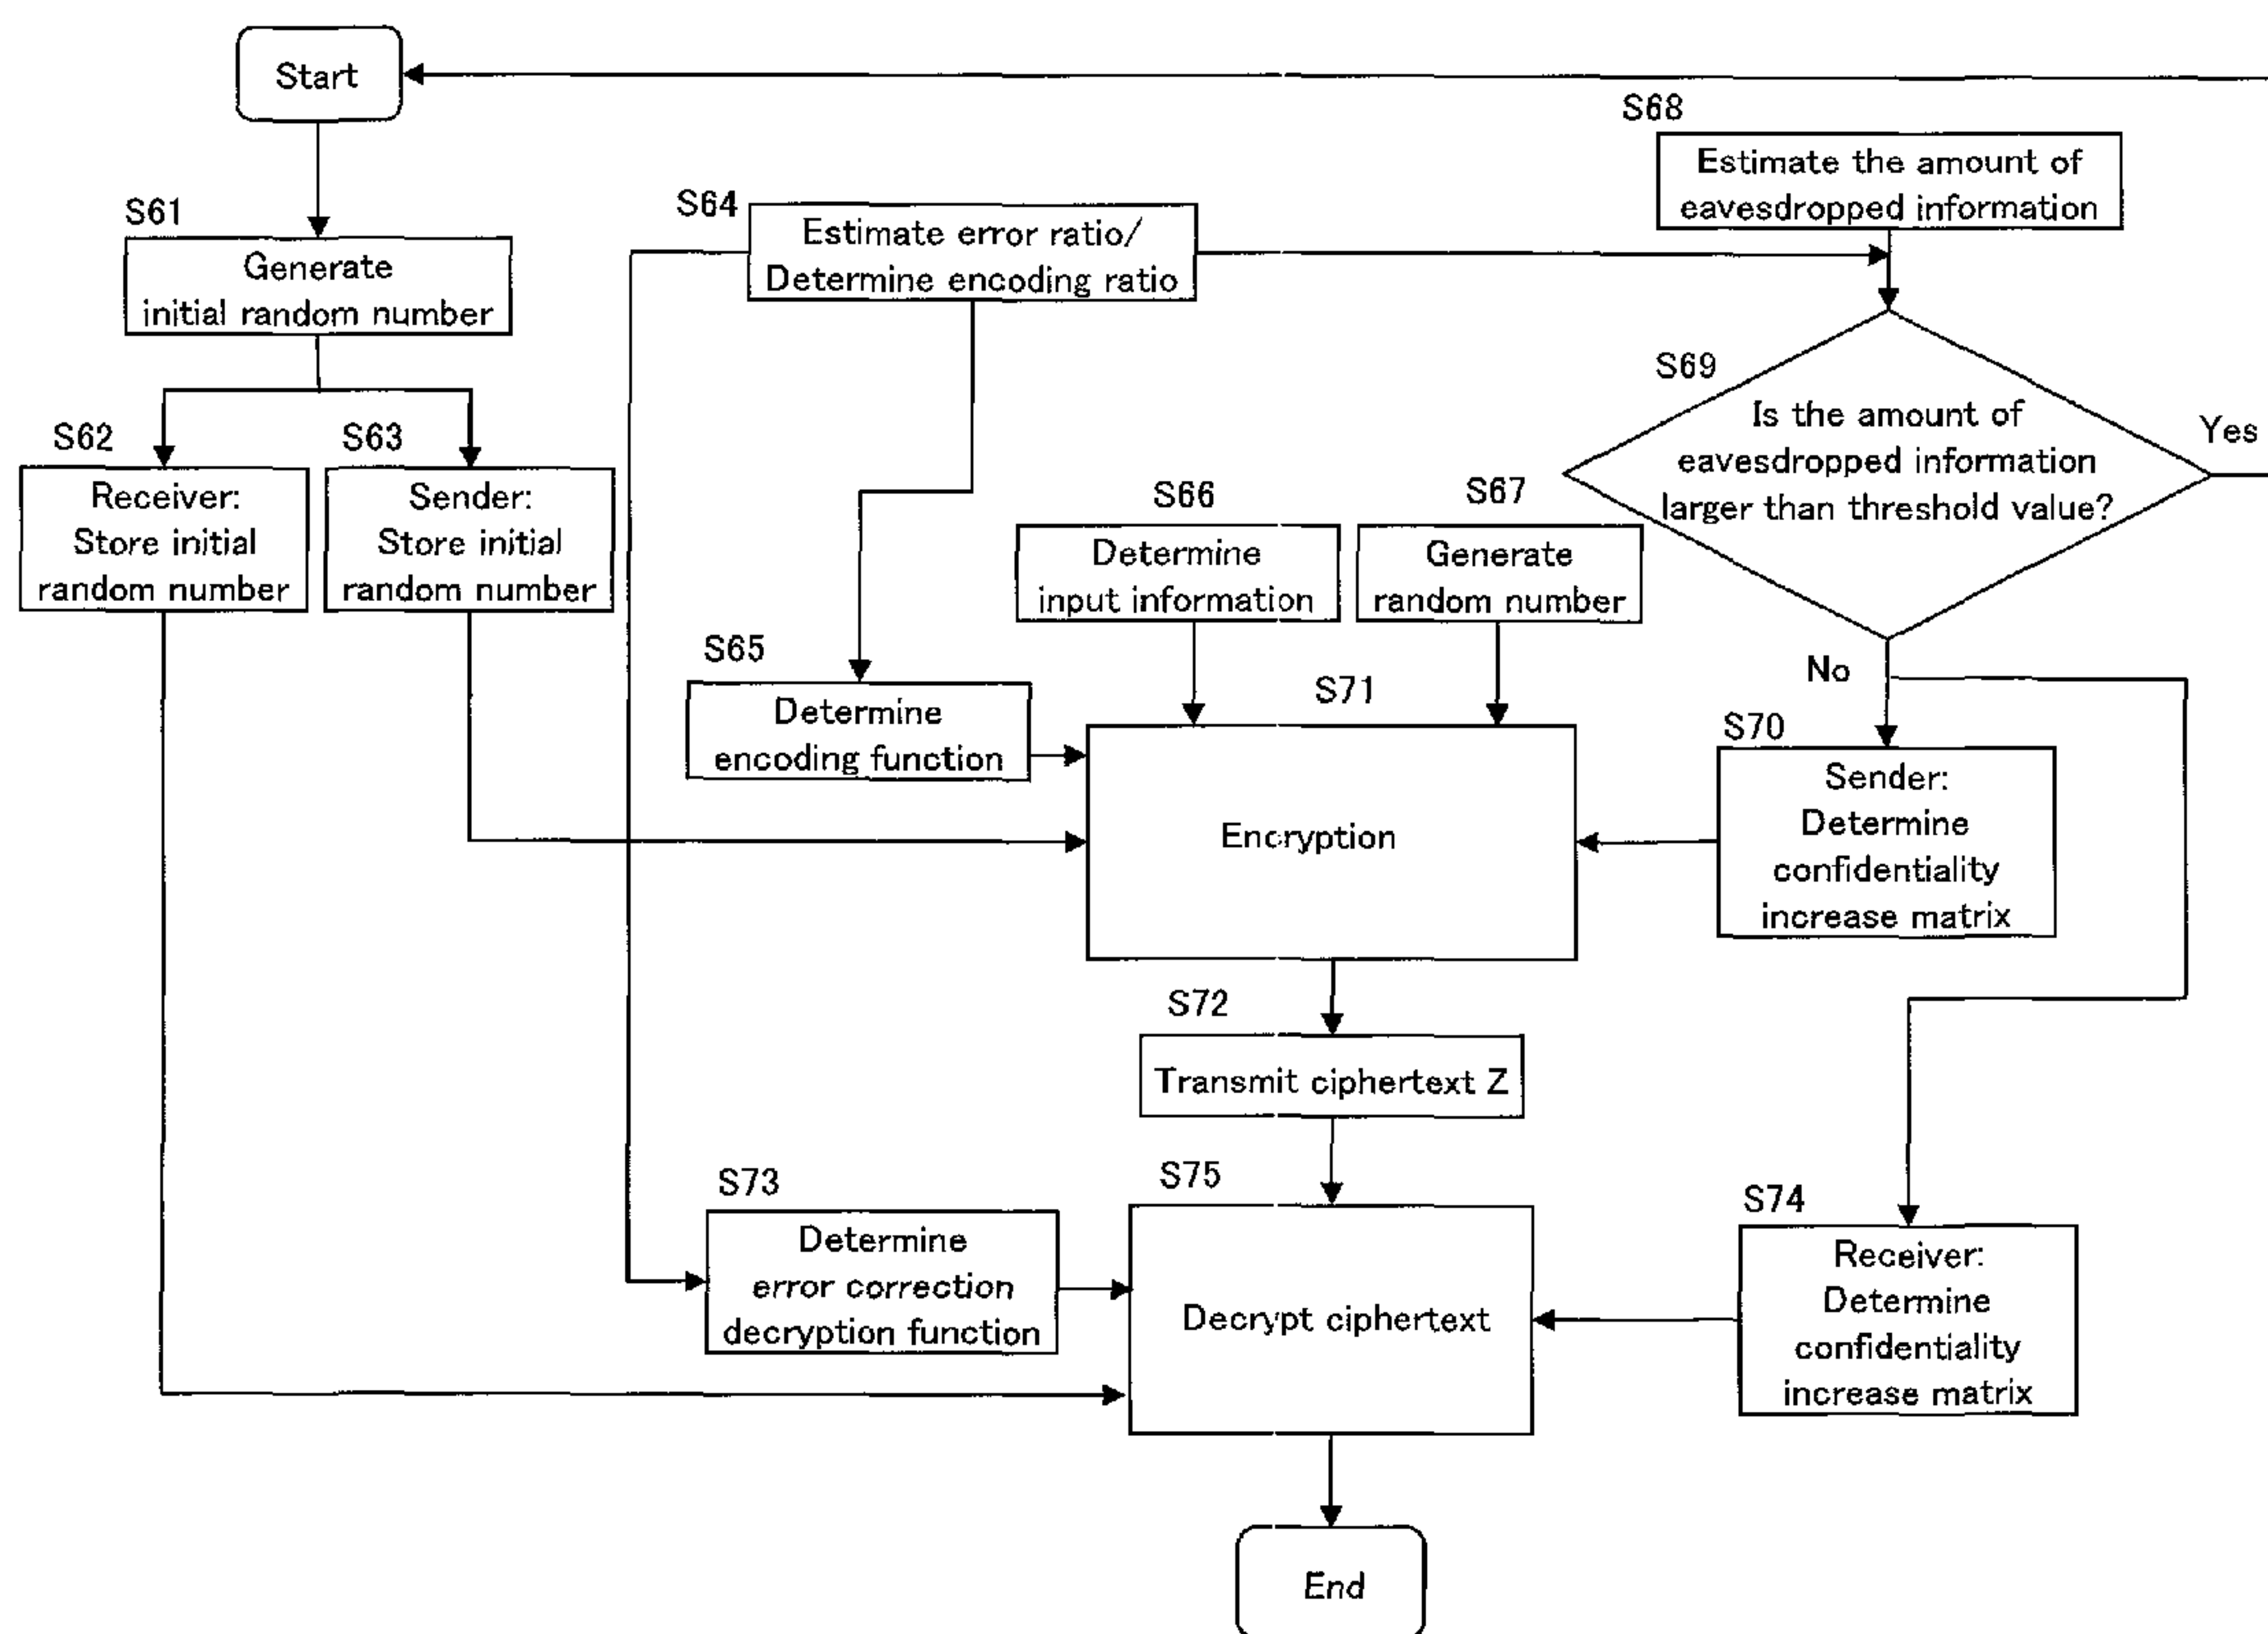 Start
S61
Generate
initial random number
S62
Receiver:
Store initial
random number
S63
Sender:
Store initial
random number
S64
Estimate error ratio/
Determine encoding ratio
S65
Determine
encoding function
S66
Determine
input information
S67
Generate
random number
S68
Estimate the amount of
eavesdropped information
S69
Is the amount of
eavesdropped information
larger than threshold value?
Yes
No
S70
Sender:
Determine
confidentiality
increase matrix
S71
Encryption
S72
Transmit ciphertext Z
S73
Determine
error correction
decryption function
S74
Receiver:
Determine
confidentiality
increase matrix
S75
Decrypt ciphertext
End